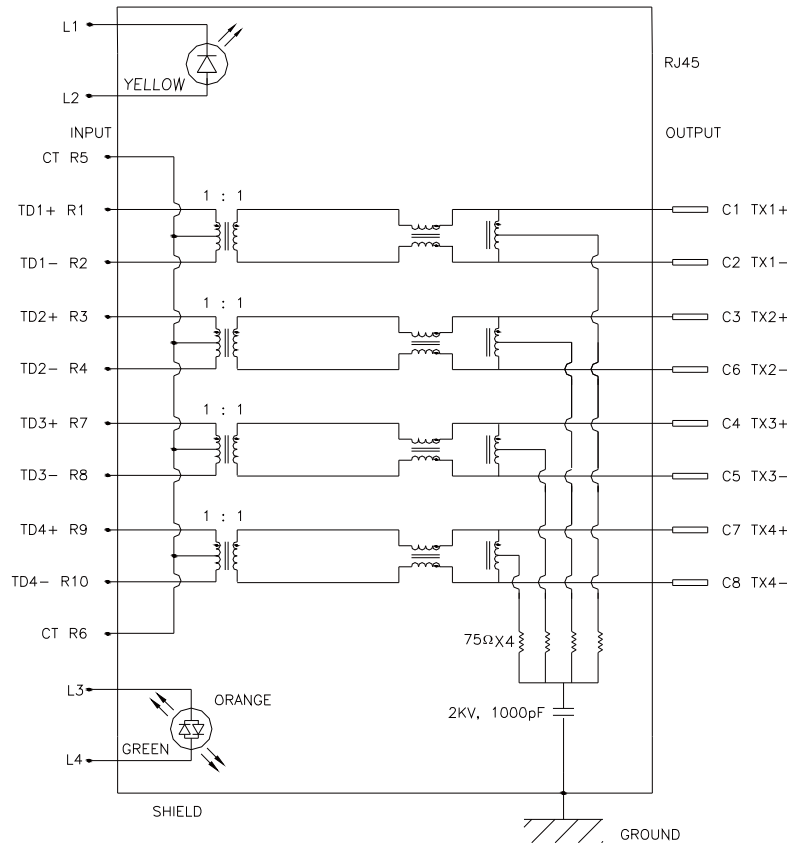 L1
YELLOW
L2
RJ45
INPUT
OUTPUT
CT R5
1 : 1
TD1+ R1
C1 TX1+
TD1- R2
C2 TX1-
1 : 1
TD2+ R3
C3 TX2+
TD2- R4
C6 TX2-
1 : 1
TD3+ R7
C4 TX3+
TD3- R8
C5 TX3-
1 : 1
TD4+ R9
C7 TX4+
TD4- R10
C8 TX4-
CT R6
75ΩX4
L3
ORANGE
2KV, 1000pF
GREEN
L4
SHIELD
GROUND